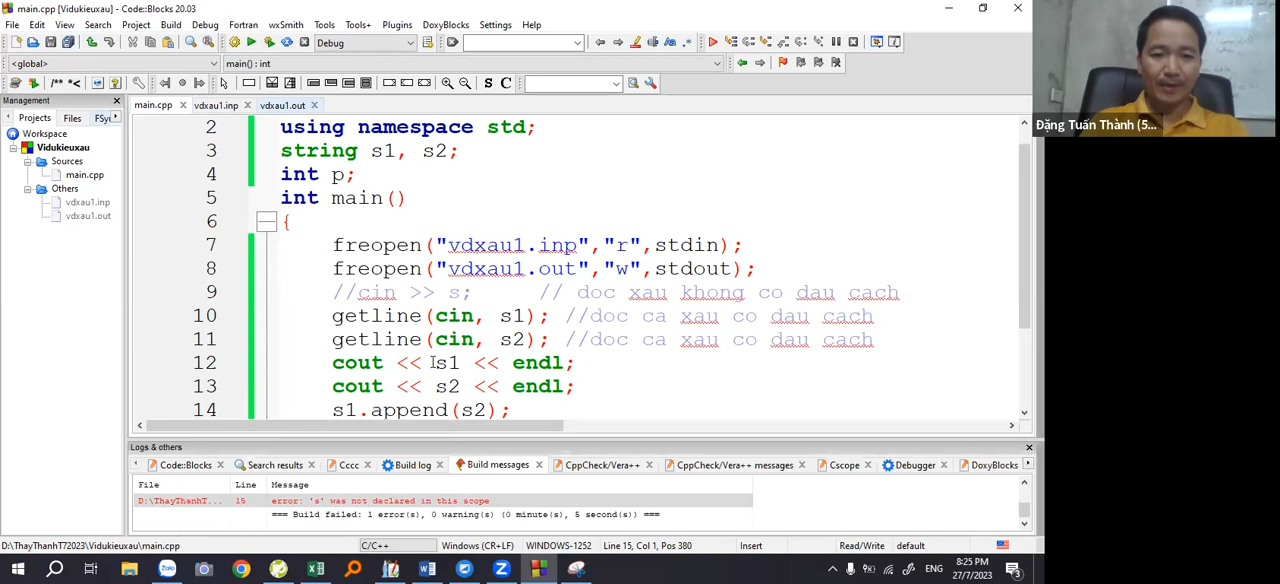 main.cpp [Vidukieuxau] - Code::Blocks 20.03
File Edit View Search Project Build Debug Fortran wxSmith Tools Tools+ Plugins DoxyBlocks Settings Help
Debug
<global> main() : int
/** *< S C
Management
Projects Files FSy
Workspace
Vidukieuxau
Sources
main.cpp
Others
vdxau1.inp
vdxau1.out
main.cpp vdxau1.inp vdxau1.out
2 using namespace std;
3 string s1, s2;
4 int p;
5 int main()
6 {
7 freopen("vdxau1.inp","r",stdin);
8 freopen("vdxau1.out","w",stdout);
9 //cin >> s; // doc xau khong co dau cach
10 getline(cin, s1); //doc ca xau co dau cach
11 getline(cin, s2); //doc ca xau co dau cach
12 cout << s1 << endl;
13 cout << s2 << endl;
14 s1.append(s2);
Logs & others
Code::Blocks Search results Cccc Build log Build messages CppCheck/Vera++ CppCheck/Vera++ messages Cscope Debugger DoxyBlocks
File Line Message
D:\ThayThanhT... 15 error: 's' was not declared in this scope
=== Build failed: 1 error(s), 0 warning(s) (0 minute(s), 5 second(s)) ===
D:\ThayThanhT72023\Vidukieuxau\main.cpp C/C++ Windows (CR+LF) WINDOWS-1252 Line 15, Col 1, Pos 380 Insert Read/Write default
Zalo
ENG
8:25 PM
27/7/2023
3
Đặng Tuấn Thành (5...